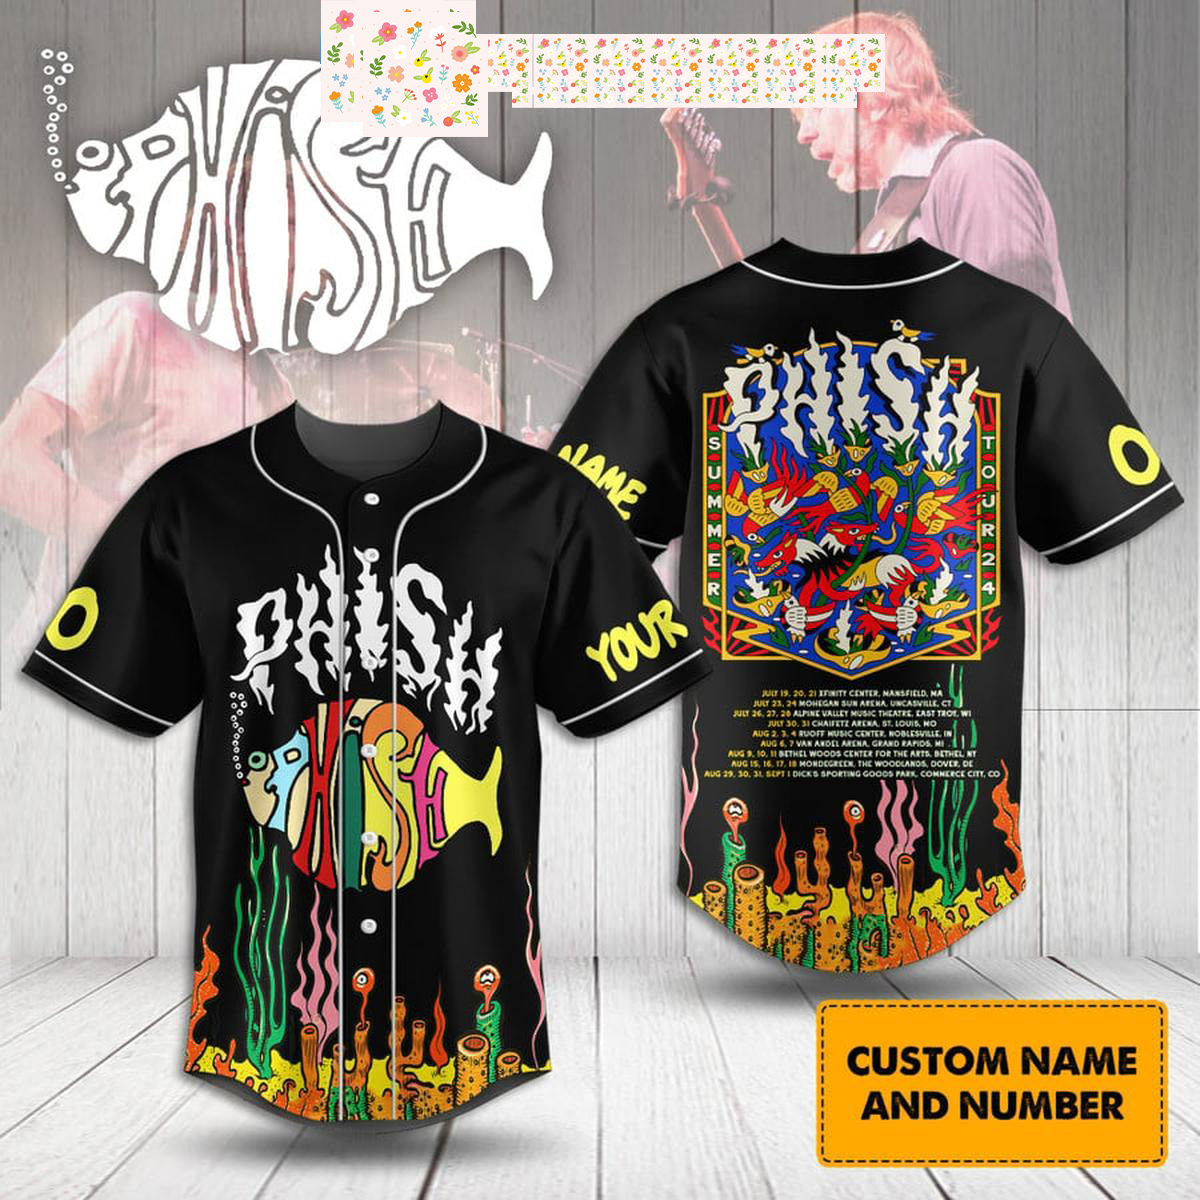 PHISH
PHISH
SUMMER
TOUR 24
NAME
O
O
PHISH
YOUR
PHISH
JULY 19, 20, 21 XFINITY CENTER, MANSFIELD, MA
JULY 23, 24 MOHEGAN SUN ARENA, UNCASVILLE, CT
JULY 26, 27, 28 ALPINE VALLEY MUSIC THEATRE, EAST TROY, WI
JULY 30, 31 CHAIFETZ ARENA, ST. LOUIS, MO
AUG 2, 3, 4 RUOFF MUSIC CENTER, NOBLESVILLE, IN
AUG 6, 7 VAN ANDEL ARENA, GRAND RAPIDS, MI
AUG 9, 10, 11 BETHEL WOODS CENTER FOR THE ARTS, BETHEL, NY
AUG 15, 16, 17, 18 MONDEGREEN, THE WOODLANDS, DOVER, DE
AUG 29, 30, 31, SEPT 1 DICK'S SPORTING GOODS PARK, COMMERCE CITY, CO
CUSTOM NAME
AND NUMBER